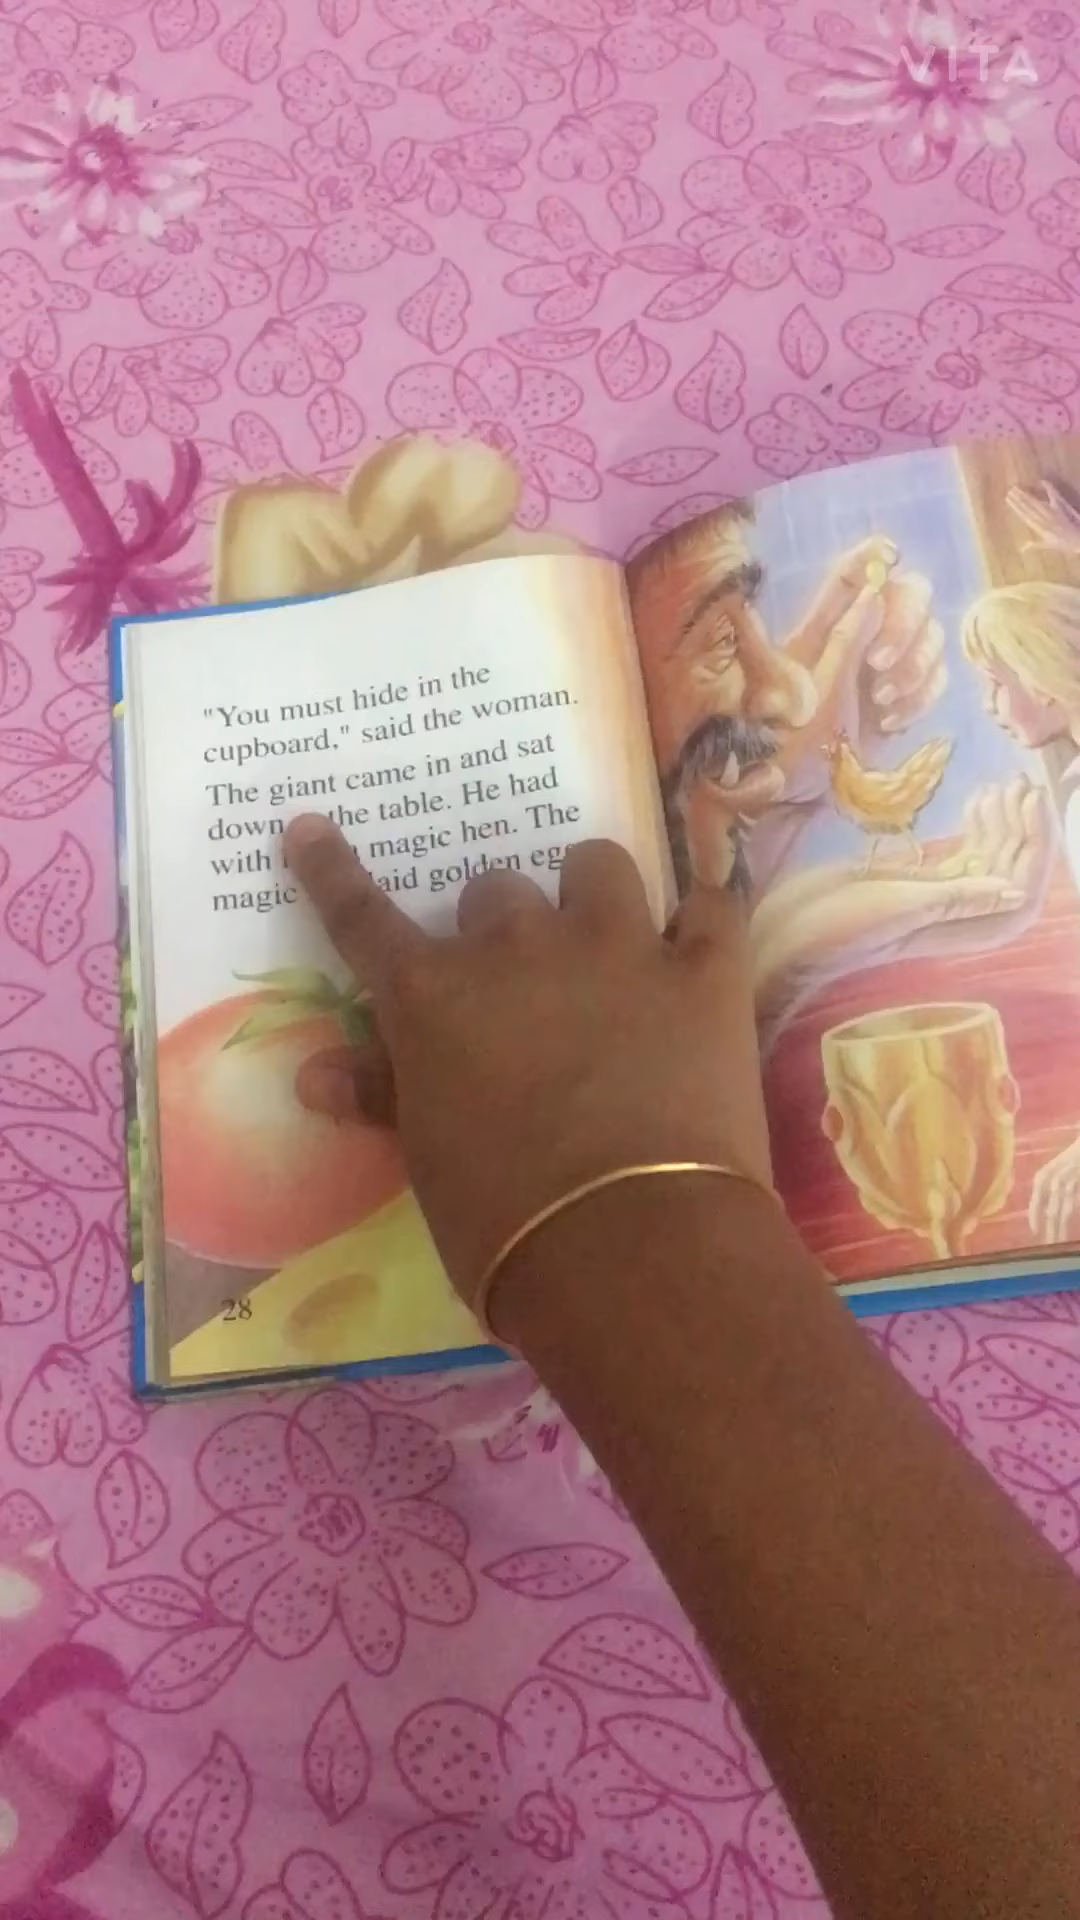 VITA
"You must hide in the
cupboard," said the woman.
The giant came in and sat
down the table. He had
with magic hen. The
magic laid golden
28